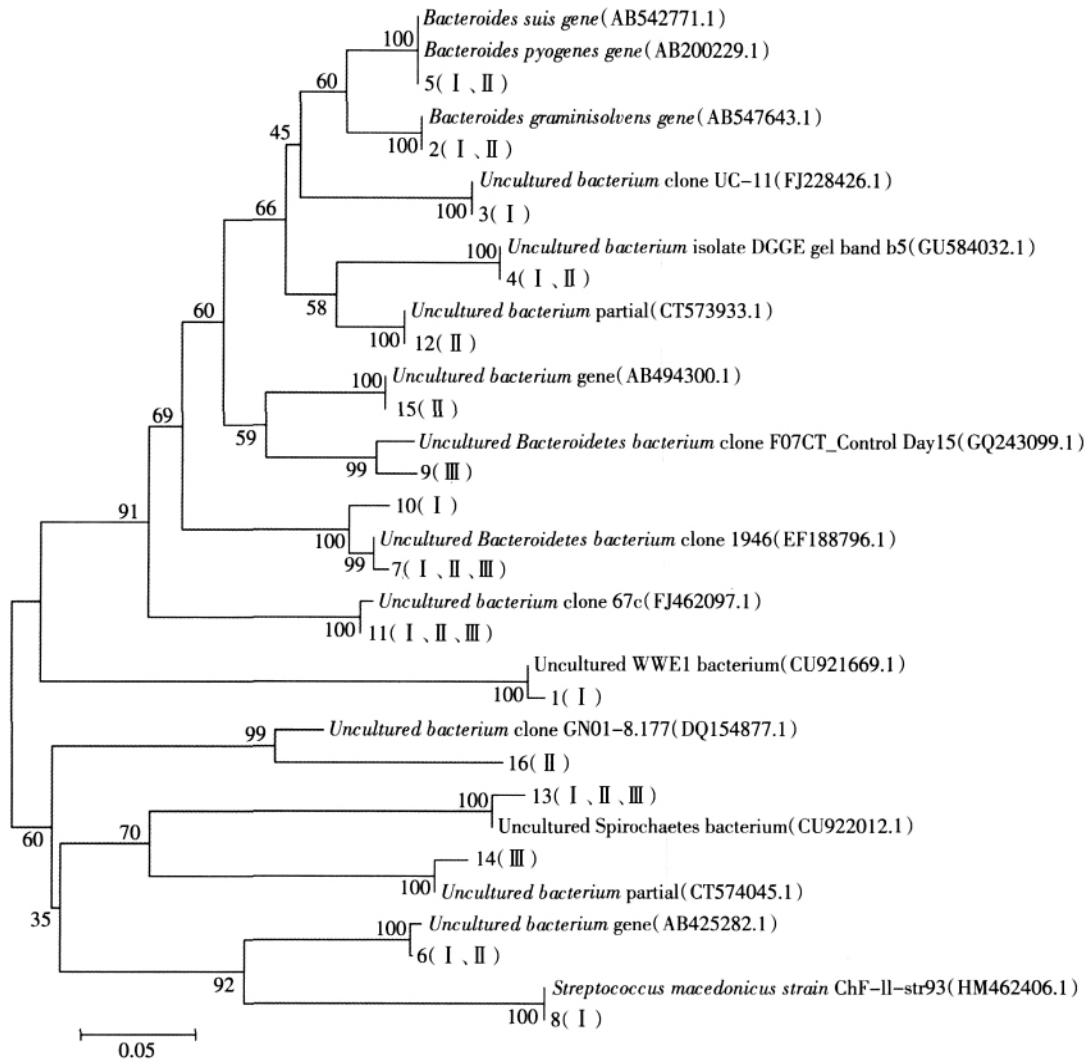 Bacteroides suis gene(AB542771.1)
100
Bacteroides pyogenes gene(AB200229.1)
60
5(Ⅰ、Ⅱ)
Bacteroides graminisolvens gene(AB547643.1)
45
100
2(Ⅰ、Ⅱ)
Uncultured bacterium clone UC-11(FJ228426.1)
66
100
3(Ⅰ)
100
Uncultured bacterium isolate DGGE gel band b5(GU584032.1)
4(Ⅰ、Ⅱ)
60
58
Uncultured bacterium partial(CT573933.1)
100
12(Ⅱ)
100
Uncultured bacterium gene(AB494300.1)
15(Ⅱ)
69
59
Uncultured Bacteroidetes bacterium clone F07CT_Control Day15(GQ243099.1)
99
9(Ⅲ)
91
10(Ⅰ)
100
Uncultured Bacteroidetes bacterium clone 1946(EF188796.1)
99
7(Ⅰ、Ⅱ、Ⅲ)
Uncultured bacterium clone 67c(FJ462097.1)
100
11(Ⅰ、Ⅱ、Ⅲ)
Uncultured WWE1 bacterium(CU921669.1)
100
1(Ⅰ)
99
Uncultured bacterium clone GN01-8.177(DQ154877.1)
16(Ⅱ)
100
13(Ⅰ、Ⅱ、Ⅲ)
60
70
Uncultured Spirochaetes bacterium(CU922012.1)
14(Ⅲ)
100
Uncultured bacterium partial(CT574045.1)
35
100
Uncultured bacterium gene(AB425282.1)
6(Ⅰ、Ⅱ)
92
Streptococcus macedonicus strain ChF-ll-str93(HM462406.1)
100
8(Ⅰ)
0.05